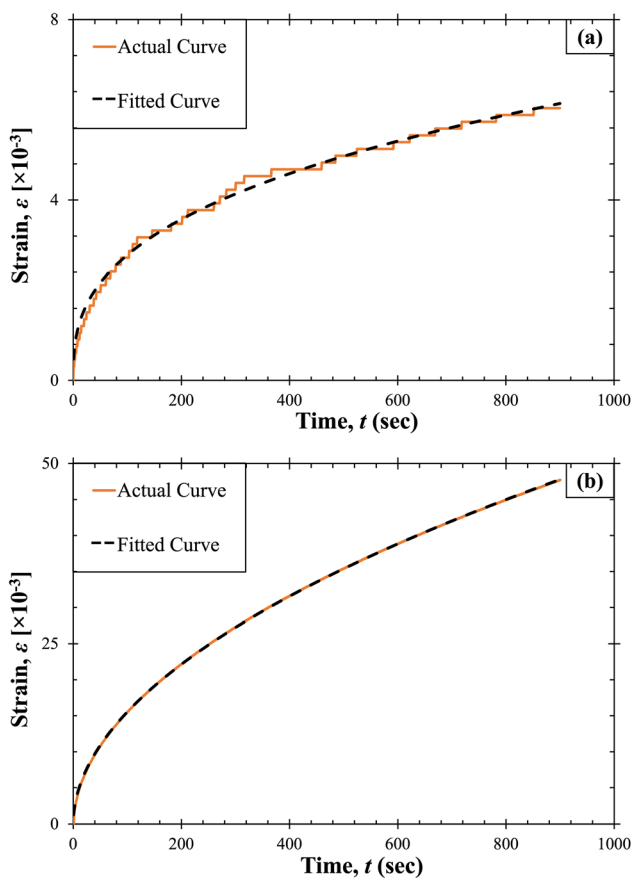 8
(a)
Actual Curve
Fitted Curve
Strain, ε [×10-3]
4
0
0 200 400 600 800 1000
Time, t (sec)
50
(b)
Actual Curve
Fitted Curve
Strain, ε [×10-3]
25
0
0 200 400 600 800 1000
Time, t (sec)